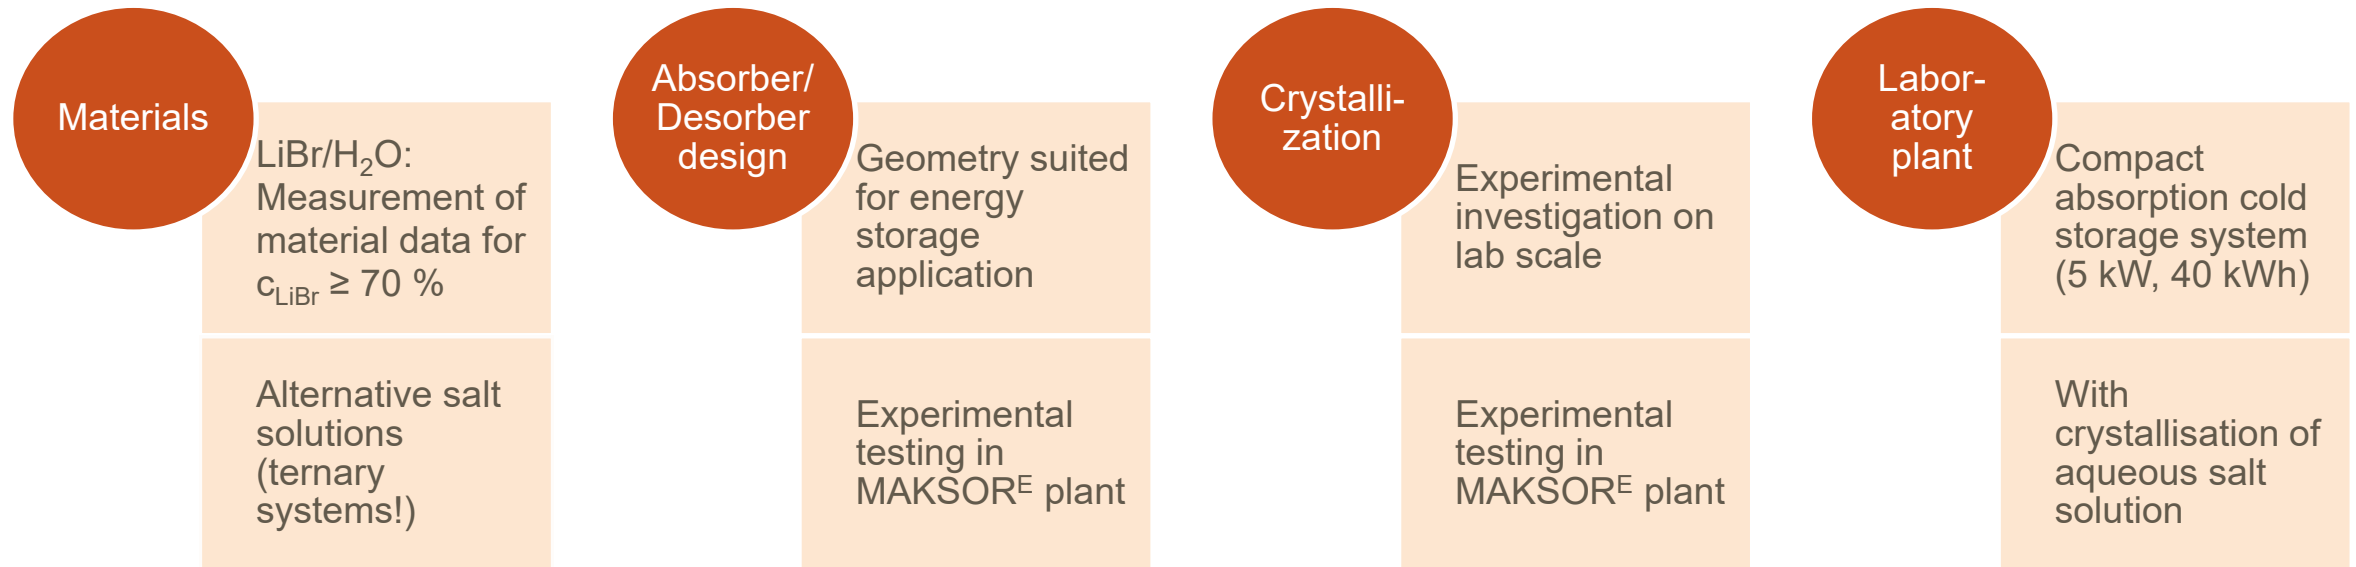 Materials
LiBr/H₂O:
Measurement of
material data for
c_LiBr ≥ 70 %
Alternative salt
solutions
(ternary
systems!)
Absorber/
Desorber
design
Geometry suited
for energy
storage
application
Experimental
testing in
MAKSORᴱ plant
Crystalli-
zation
Experimental
investigation on
lab scale
Experimental
testing in
MAKSORᴱ plant
Labor-
atory
plant
Compact
absorption cold
storage system
(5 kW, 40 kWh)
With
crystallisation of
aqueous salt
solution